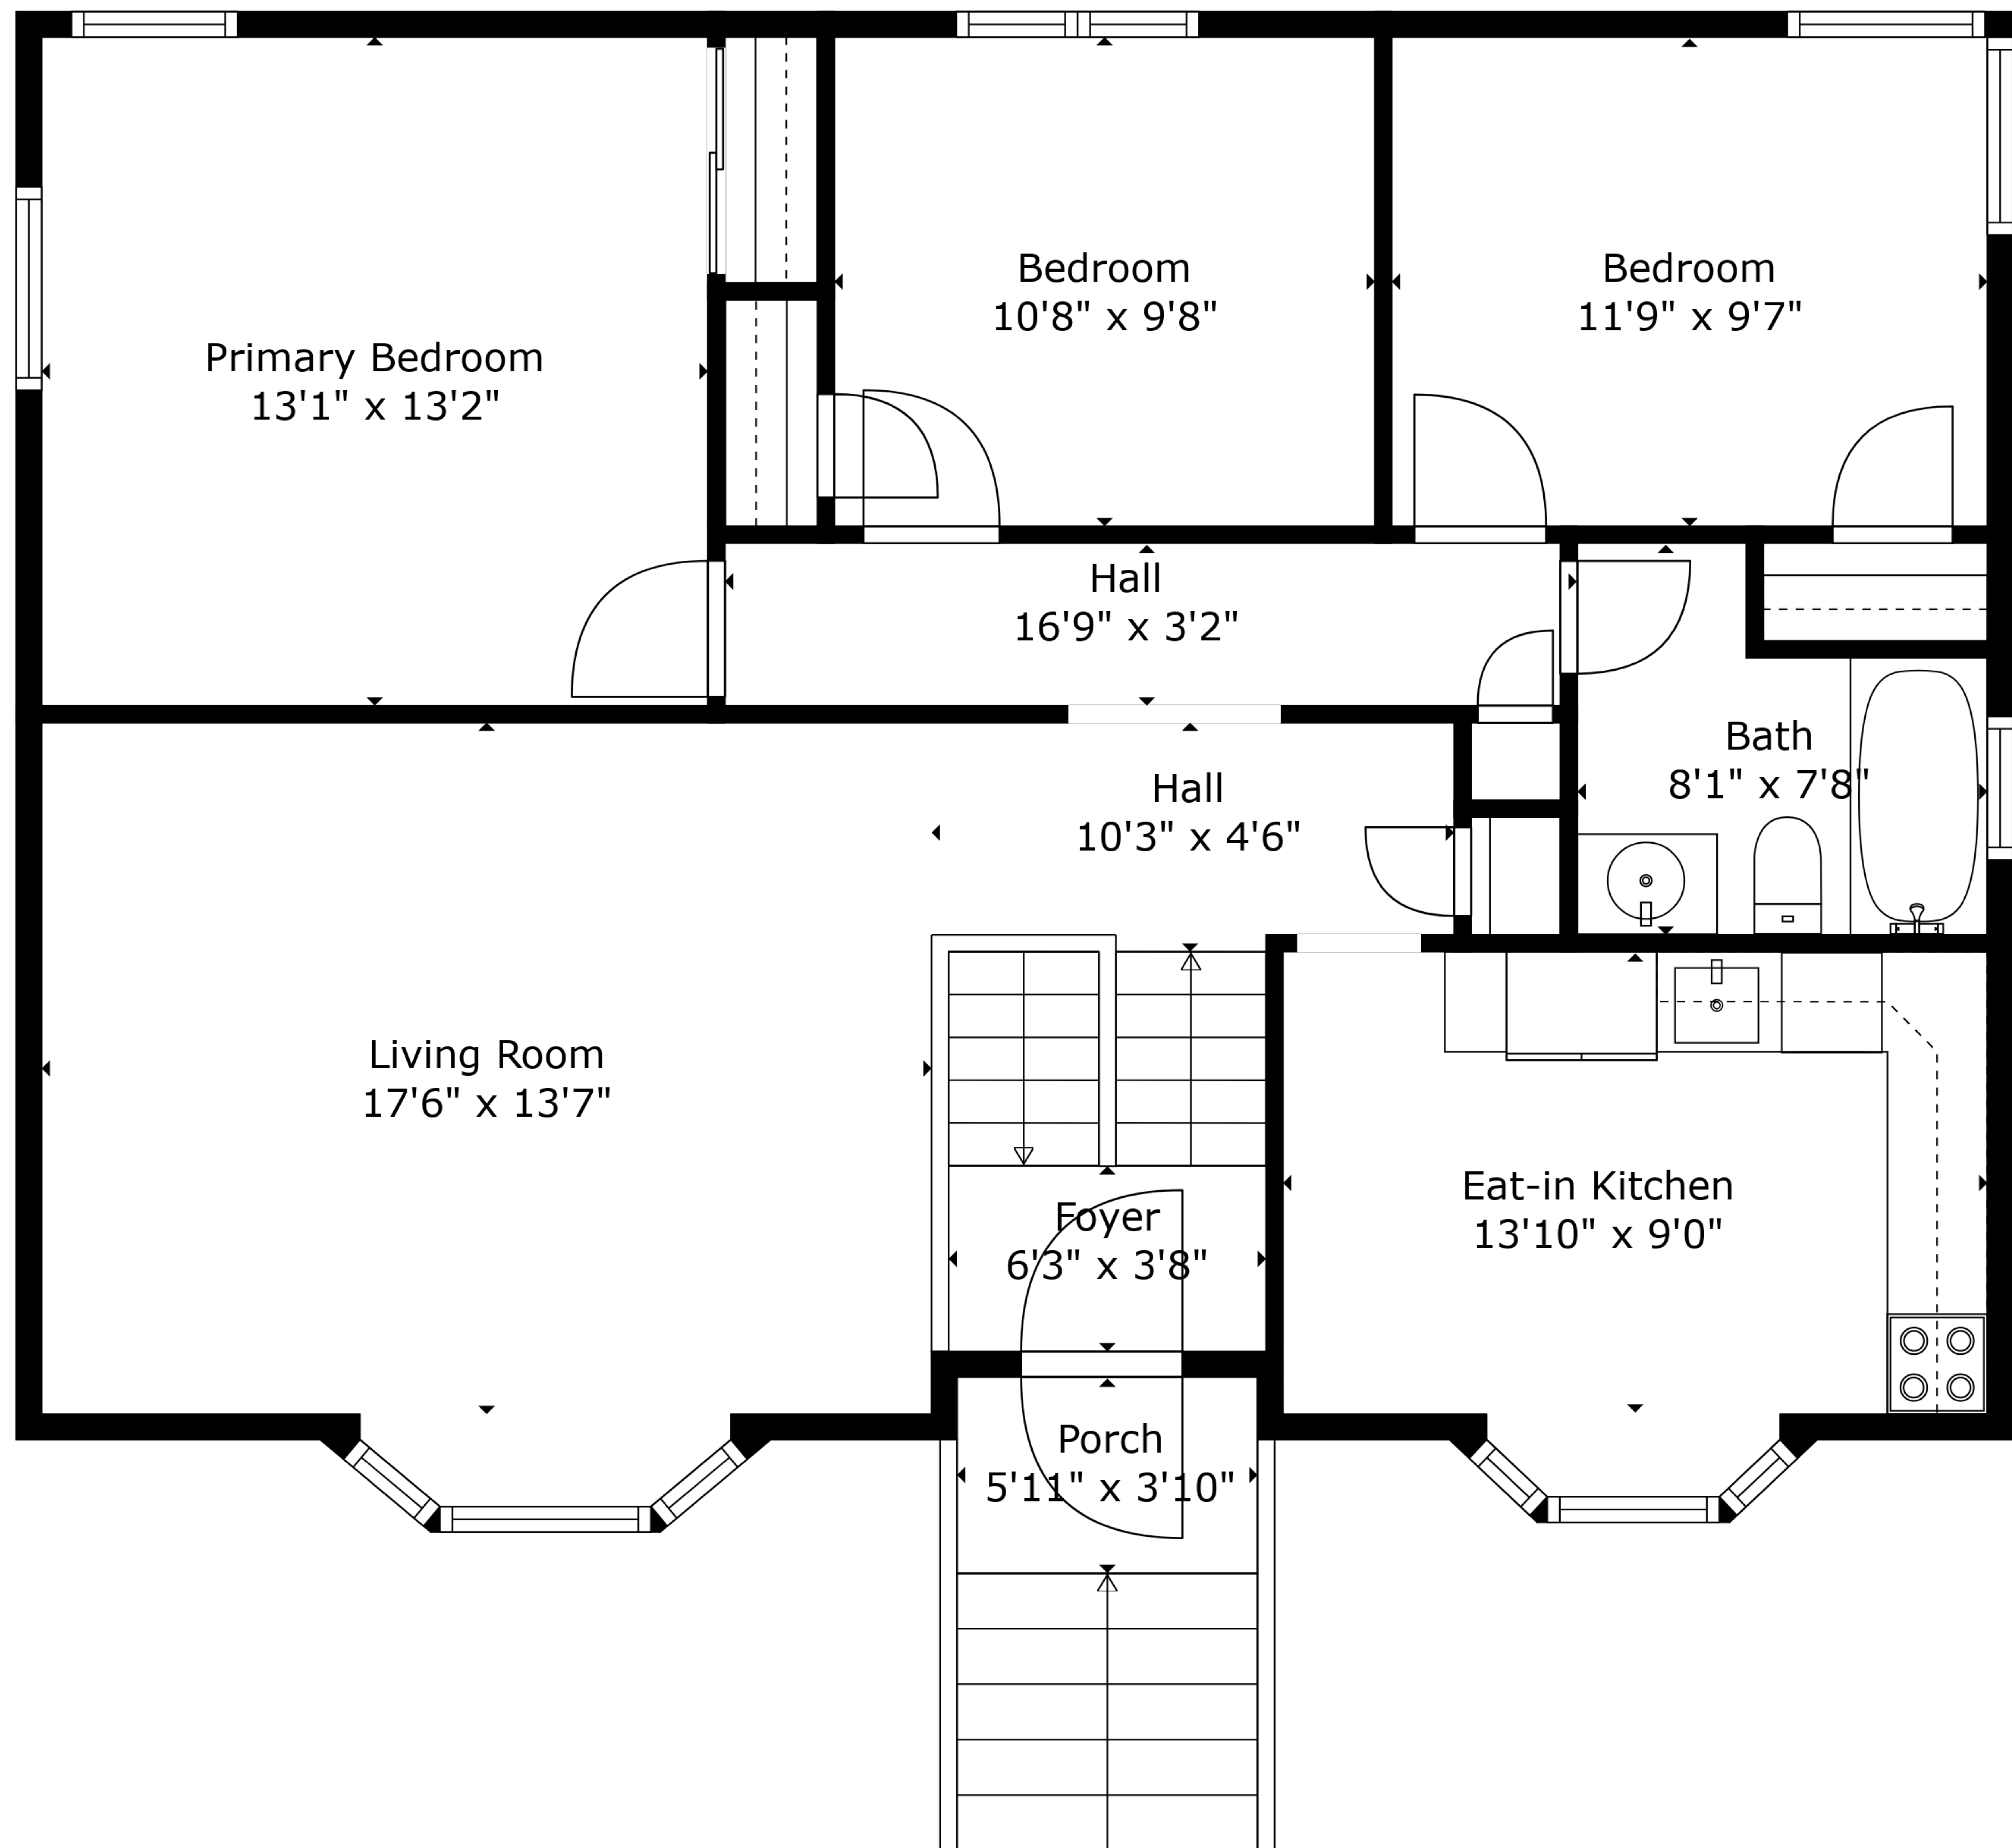 Bedroom
10'8" x 9'8"
Bedroom
11'9" x 9'7"
Primary Bedroom
13'1" x 13'2"
Hall
16'9" x 3'2"
Bath
8'1" x 7'8"
Hall
10'3" x 4'6"
Living Room
17'6" x 13'7"
Foyer
6'3" x 3'8"
Eat-in Kitchen
13'10" x 9'0"
Porch
5'11" x 3'10"